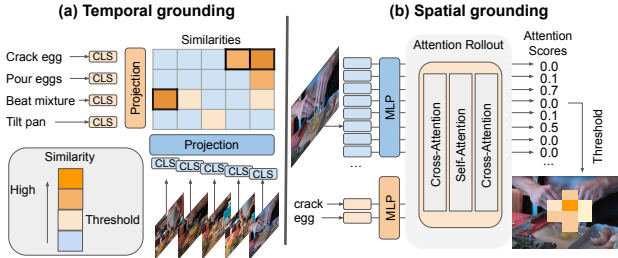 (a) Temporal grounding
Similarities
Crack egg
CLS
Pour eggs
CLS
Beat mixture
CLS
Tilt pan
CLS
Projection
Projection
CLS
CLS
CLS
CLS
CLS
Similarity
High
Threshold
(b) Spatial grounding
Attention Rollout
Attention
Scores
MLP
Cross-Attention
Self-Attention
Cross-Attention
0.0
0.1
0.7
0.0
0.1
0.5
0.0
0.0
...
...
Threshold
crack
egg
MLP